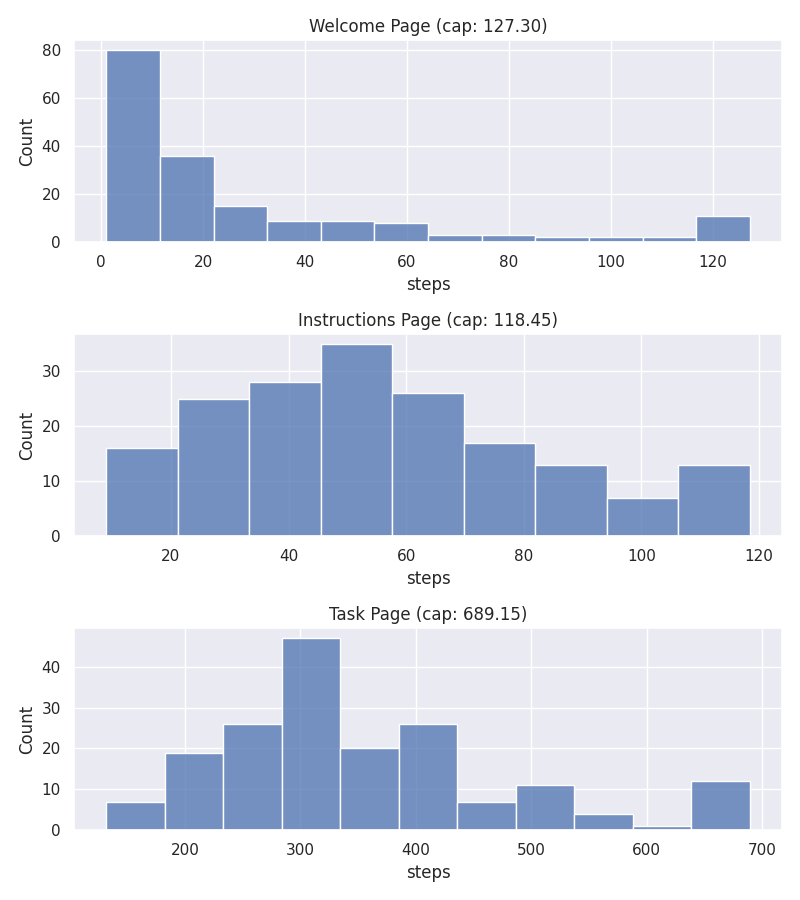 Welcome Page (cap: 127.30)
80
60
40
20
0
Count
0 20 40 60 80 100 120
steps
Instructions Page (cap: 118.45)
30
20
10
0
Count
20 40 60 80 100 120
steps
Task Page (cap: 689.15)
40
30
20
10
0
Count
200 300 400 500 600 700
steps